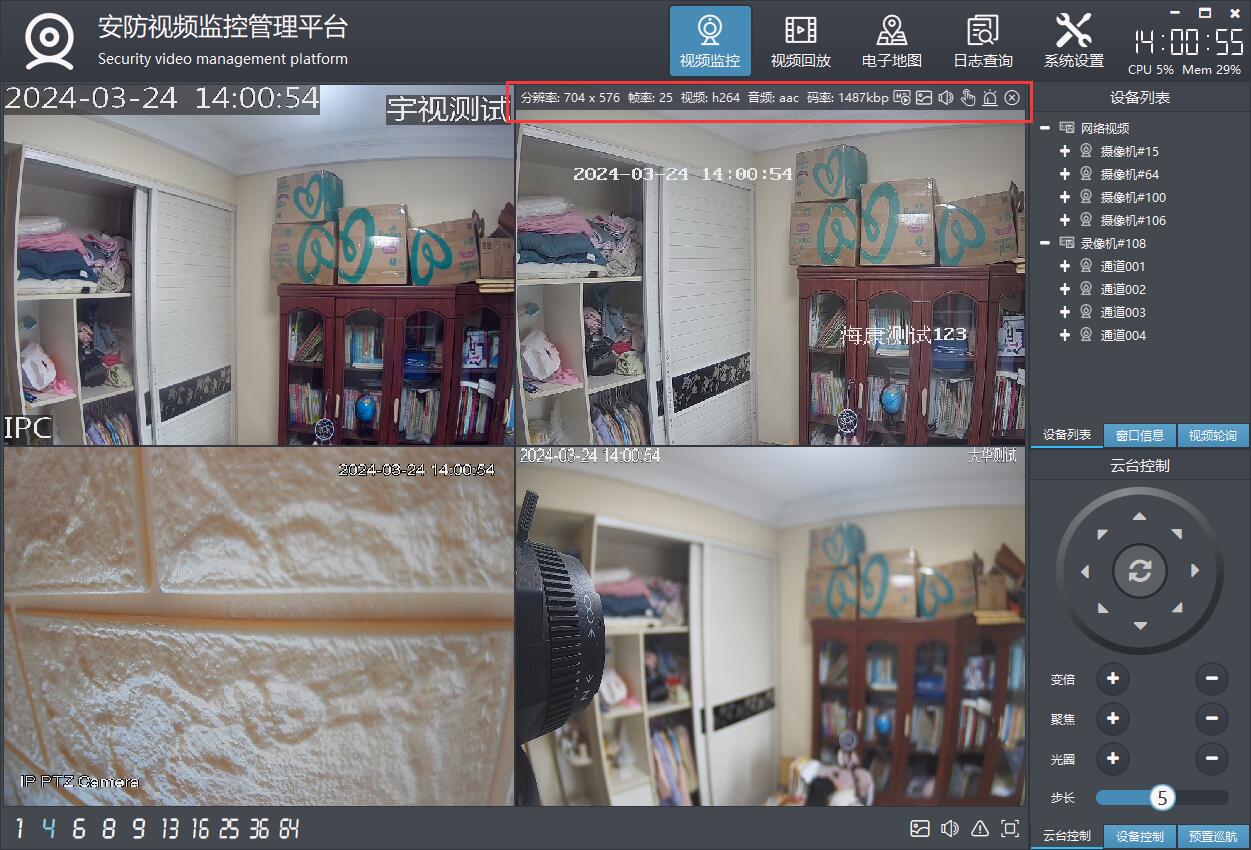 安防视频监控管理平台
Security video management platform
视频监控
视频回放
电子地图
日志查询
系统设置
14:00:55
CPU 5% Mem 29%
2024-03-24 14:00:54
宇视测试
IPC
分辨率: 704 x 576 帧率: 25 视频: h264 音频: aac 码率: 1487kbp
2024-03-24 14:00:54
海康测试123
2024-03-24 14:00:54
IP PTZ Camera
2024-03-24 14:00:54
大华测试
1 4 6 8 9 13 16 25 36 64
设备列表
网络视频
摄像机#15
摄像机#64
摄像机#100
摄像机#106
录像机#108
通道001
通道002
通道003
通道004
设备列表 窗口信息 视频轮询
云台控制
变倍
聚焦
光圈
步长 5
云台控制 设备控制 预置巡航